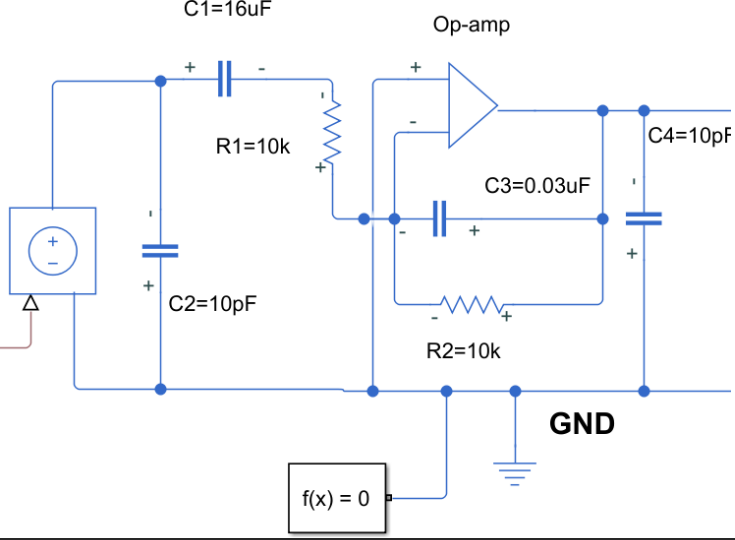 C1=16uF
Op-amp
+ -
+
-
R1=10k
-
+
C4=10pF
C3=0.03uF
-
+
- +
-
+
+
-
C2=10pF
- +
R2=10k
GND
f(x) = 0